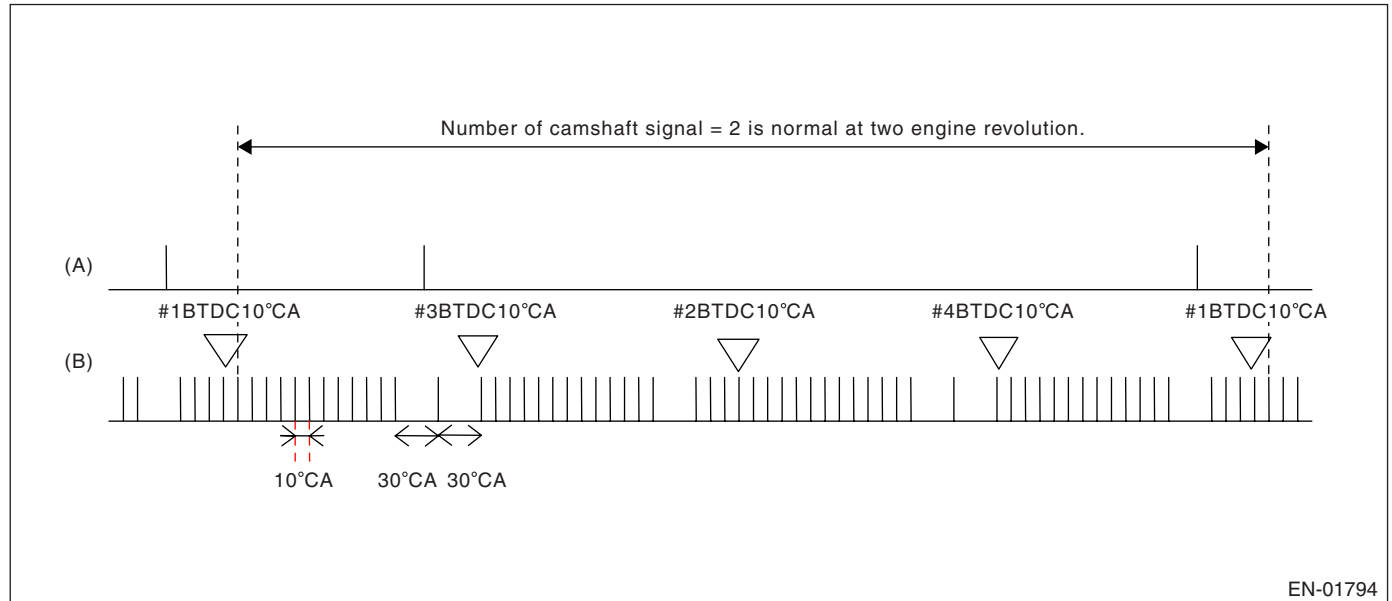 Number of camshaft signal = 2 is normal at two engine revolution.
(A)
#1BTDC10°CA #3BTDC10°CA #2BTDC10°CA #4BTDC10°CA #1BTDC10°CA
(B)
10°CA 30°CA 30°CA
EN-01794